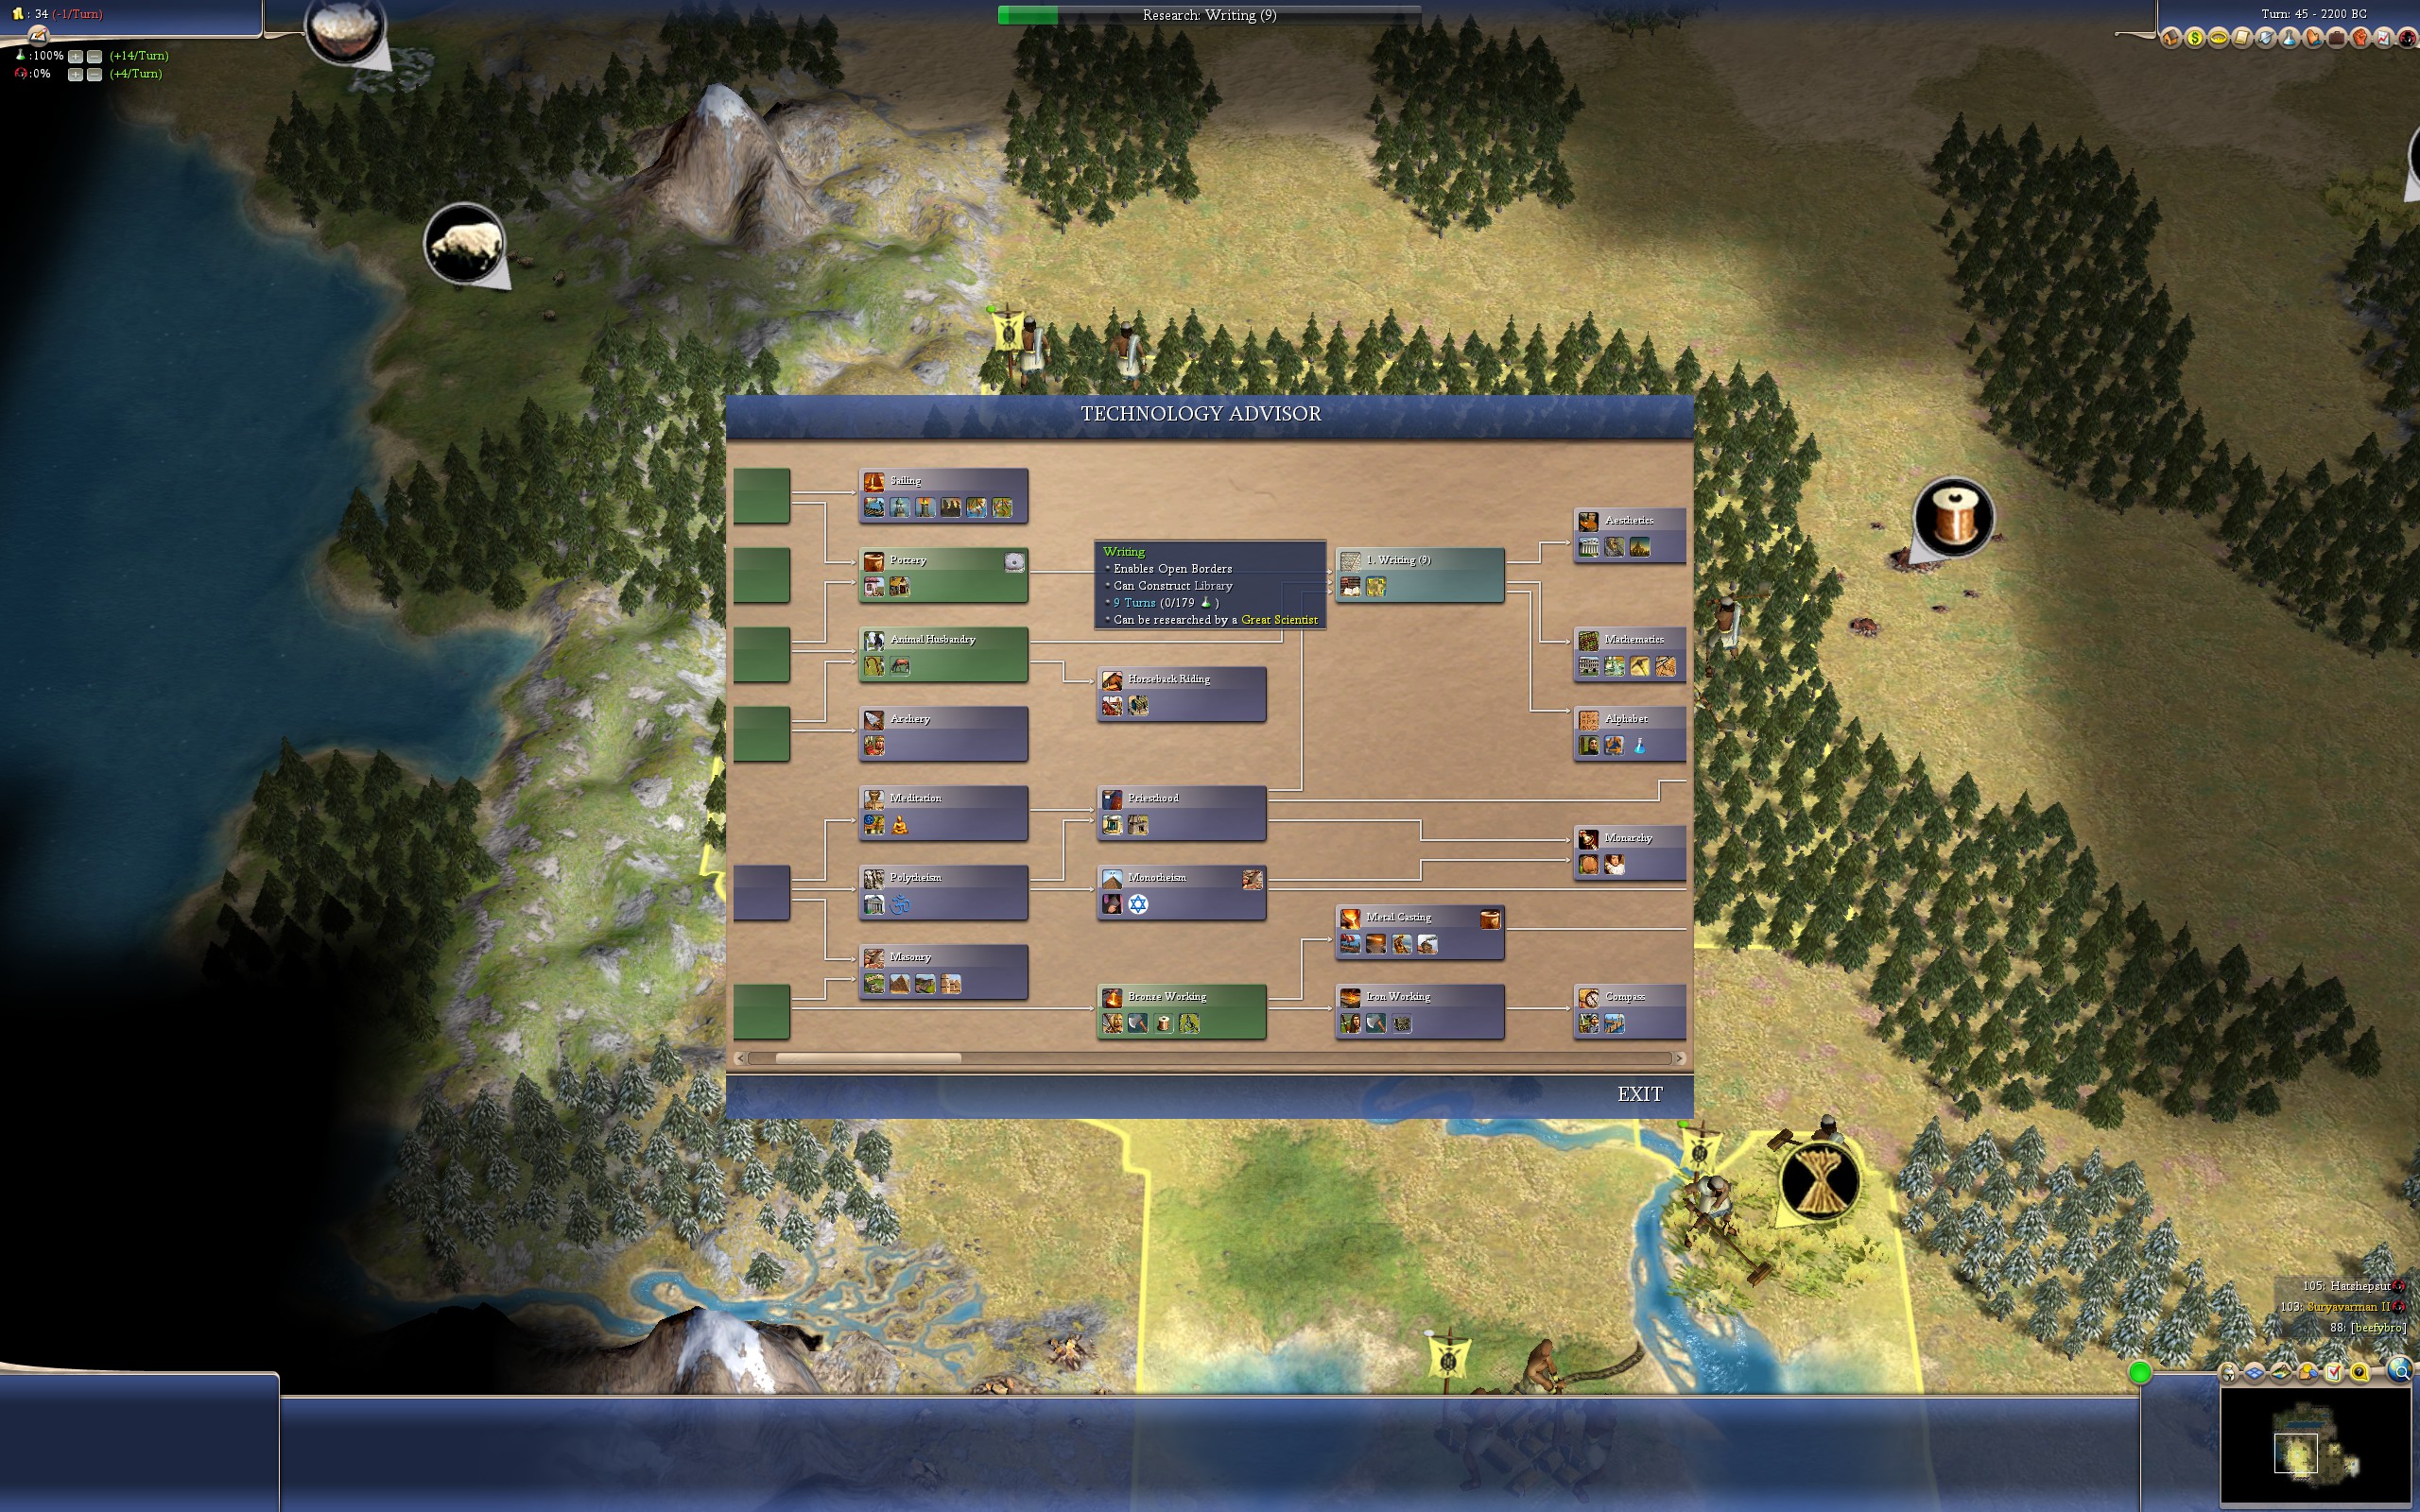 : 34 (-1/Turn)
Research: Writing (9)
Turn: 45 - 2200 BC
:100% (+14/Turn)
:0% (+4/Turn)
TECHNOLOGY ADVISOR
Sailing
Aesthetics
Pottery
Writing
* Enables Open Borders
* Can Construct Library
* 9 Turns (0/179 )
* Can be researched by a Great Scientist
1. Writing (9)
Animal Husbandry
Mathematics
Horseback Riding
Archery
Alphabet
Meditation
Priesthood
Monarchy
Polytheism
Monotheism
Metal Casting
Masonry
Bronze Working
Iron Working
Compass
EXIT
105: Hatshepsut
103: Suryavarman II
88: [beefybro]